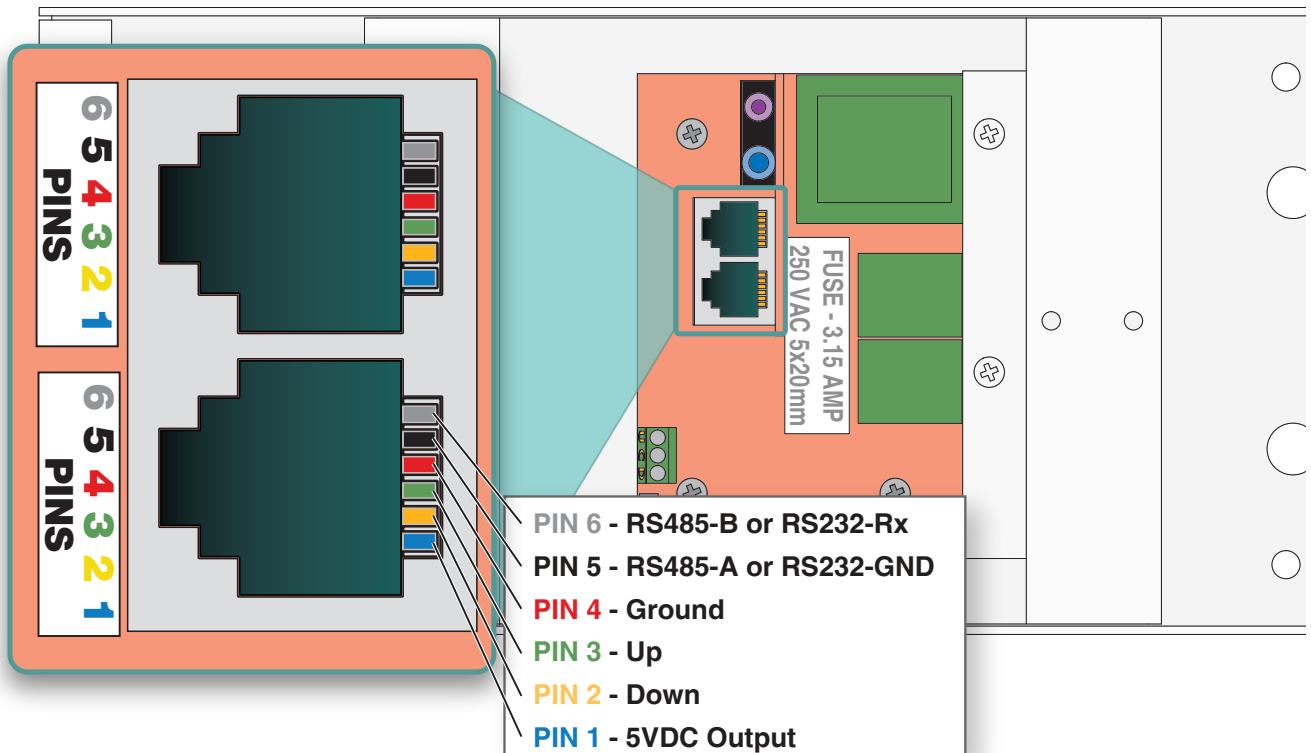 6 5 4 3 2 1
PINS
6 5 4 3 2 1
PINS
FUSE - 3.15 AMP
250 VAC 5x20mm
PIN 6 - RS485-B or RS232-Rx
PIN 5 - RS485-A or RS232-GND
PIN 4 - Ground
PIN 3 - Up
PIN 2 - Down
PIN 1 - 5VDC Output